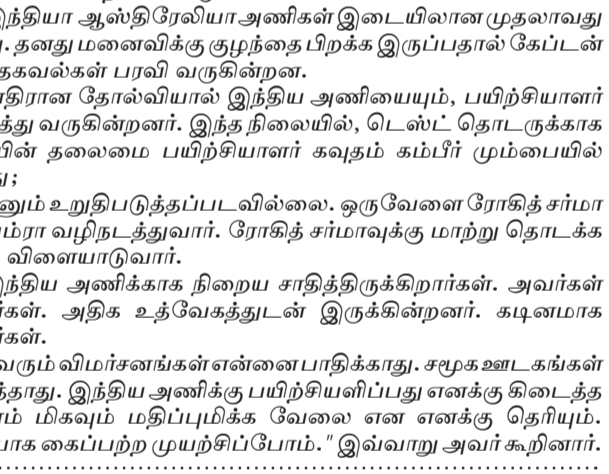 இந்தியா ஆஸ்திரேலியா அணிகள் இடையிலான முதலாவது
தனது மனைவிக்கு குழந்தை பிறக்க இருப்பதால் கேப்டன்
தகவல்கள் பரவி வருகின்றன.
தோல்வியால் இந்திய அணியையும், பயிற்சியாளர்
வருகின்றனர். இந்த நிலையில், டெஸ்ட் தொடருக்காக
தலைமை பயிற்சியாளர் கவுதம் கம்பீர் மும்பையில்
உறுதிபடுத்தப்படவில்லை. ஒருவேளை ரோகித் சர்மா
வழிநடத்துவார். ரோகித் சர்மாவுக்கு மாற்று தொடக்க
விளையாடுவார்.
இந்திய அணிக்காக நிறைய சாதித்திருக்கிறார்கள். அவர்கள்
அதிக உத்வேகத்துடன் இருக்கின்றனர். கடினமாக
வரும் விமர்சனங்கள் என்னை பாதிக்காது. சமூக ஊடகங்கள்
இந்திய அணிக்கு பயிற்சியளிப்பது எனக்கு கிடைத்த
மிகவும் மதிப்புமிக்க வேலை என எனக்கு தெரியும்.
கைப்பற்ற முயற்சிப்போம்." இவ்வாறு அவர் கூறினார்.